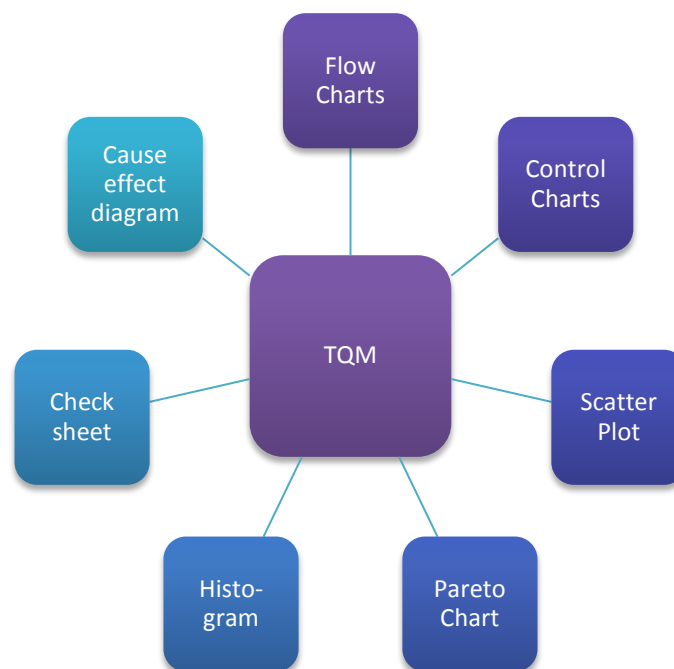 Flow
Charts
Control
Charts
Scatter
Plot
Pareto
Chart
Histo-
gram
Check
sheet
Cause
effect
diagram
TQM